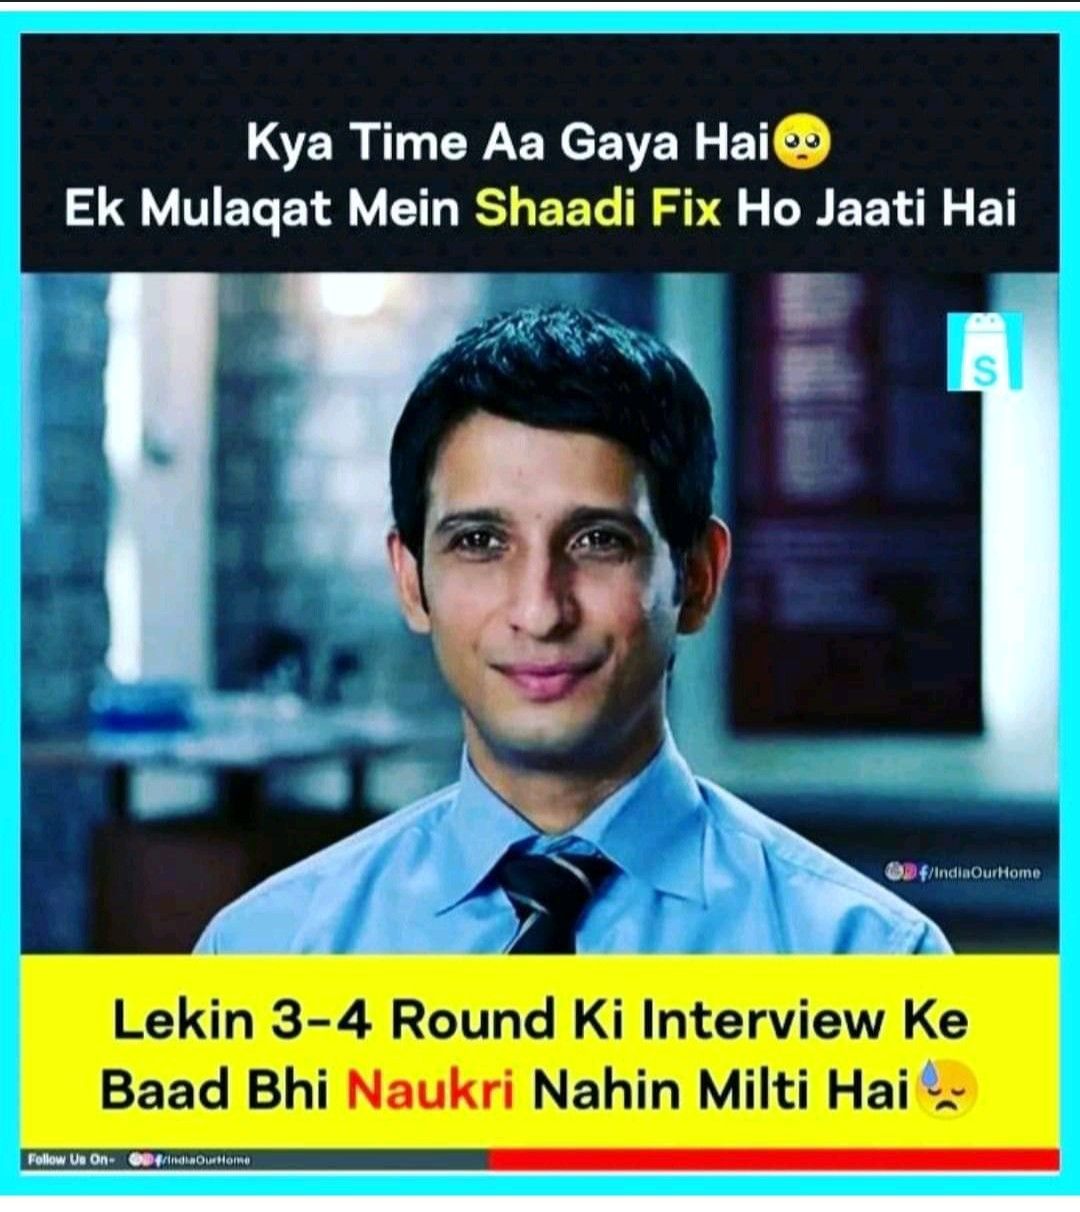 Kya Time Aa Gaya Hai🥺
Ek Mulaqat Mein Shaadi Fix Ho Jaati Hai
S
f/IndiaOurHome
Lekin 3-4 Round Ki Interview Ke
Baad Bhi Naukri Nahin Milti Hai😓
Follow Us On- f/IndiaOurHome